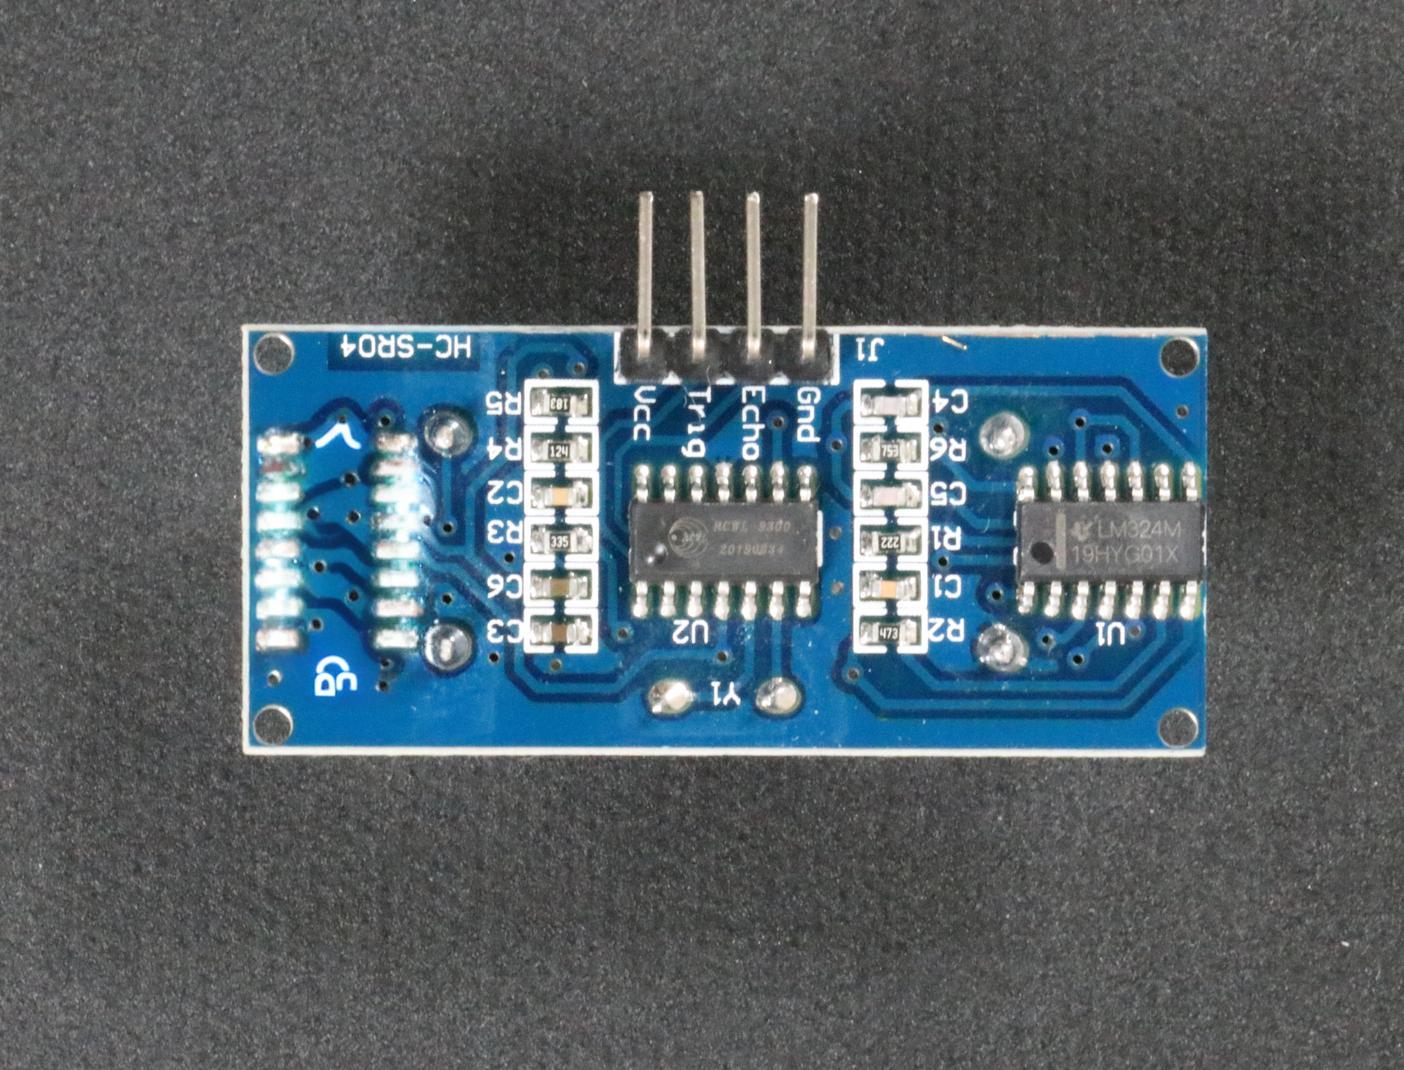 HC-SR04
J1
Vcc
Trig
Echo
Gnd
R5
183
R4
124
C2
R3
335
C6
C3
C4
R6
753
C5
R1
222
C1
R2
473
RCWL 9300
U2
LM324M
19HYG01X
U1
Y1